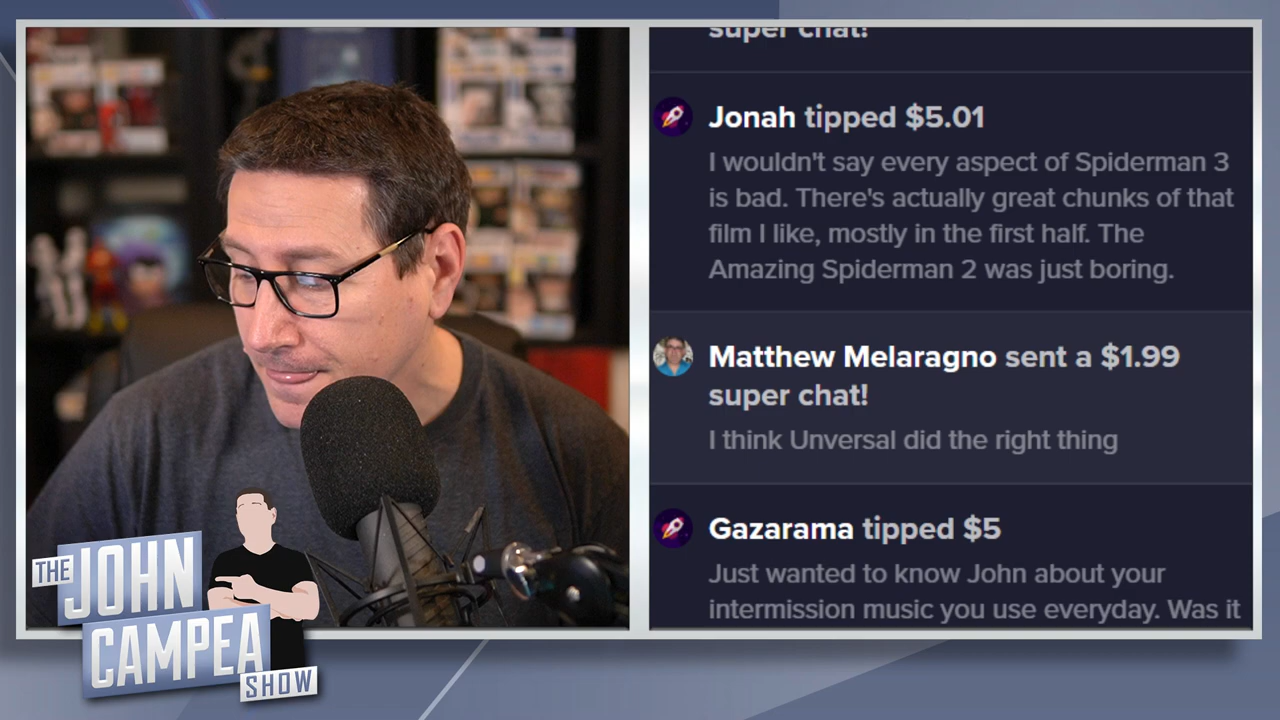 super chat!
Jonah tipped $5.01
I wouldn't say every aspect of Spiderman 3
is bad. There's actually great chunks of that
film I like, mostly in the first half. The
Amazing Spiderman 2 was just boring.
Matthew Melaragno sent a $1.99
super chat!
I think Unversal did the right thing
Gazarama tipped $5
Just wanted to know John about your
intermission music you use everyday. Was it
THE
JOHN
CAMPEA
SHOW